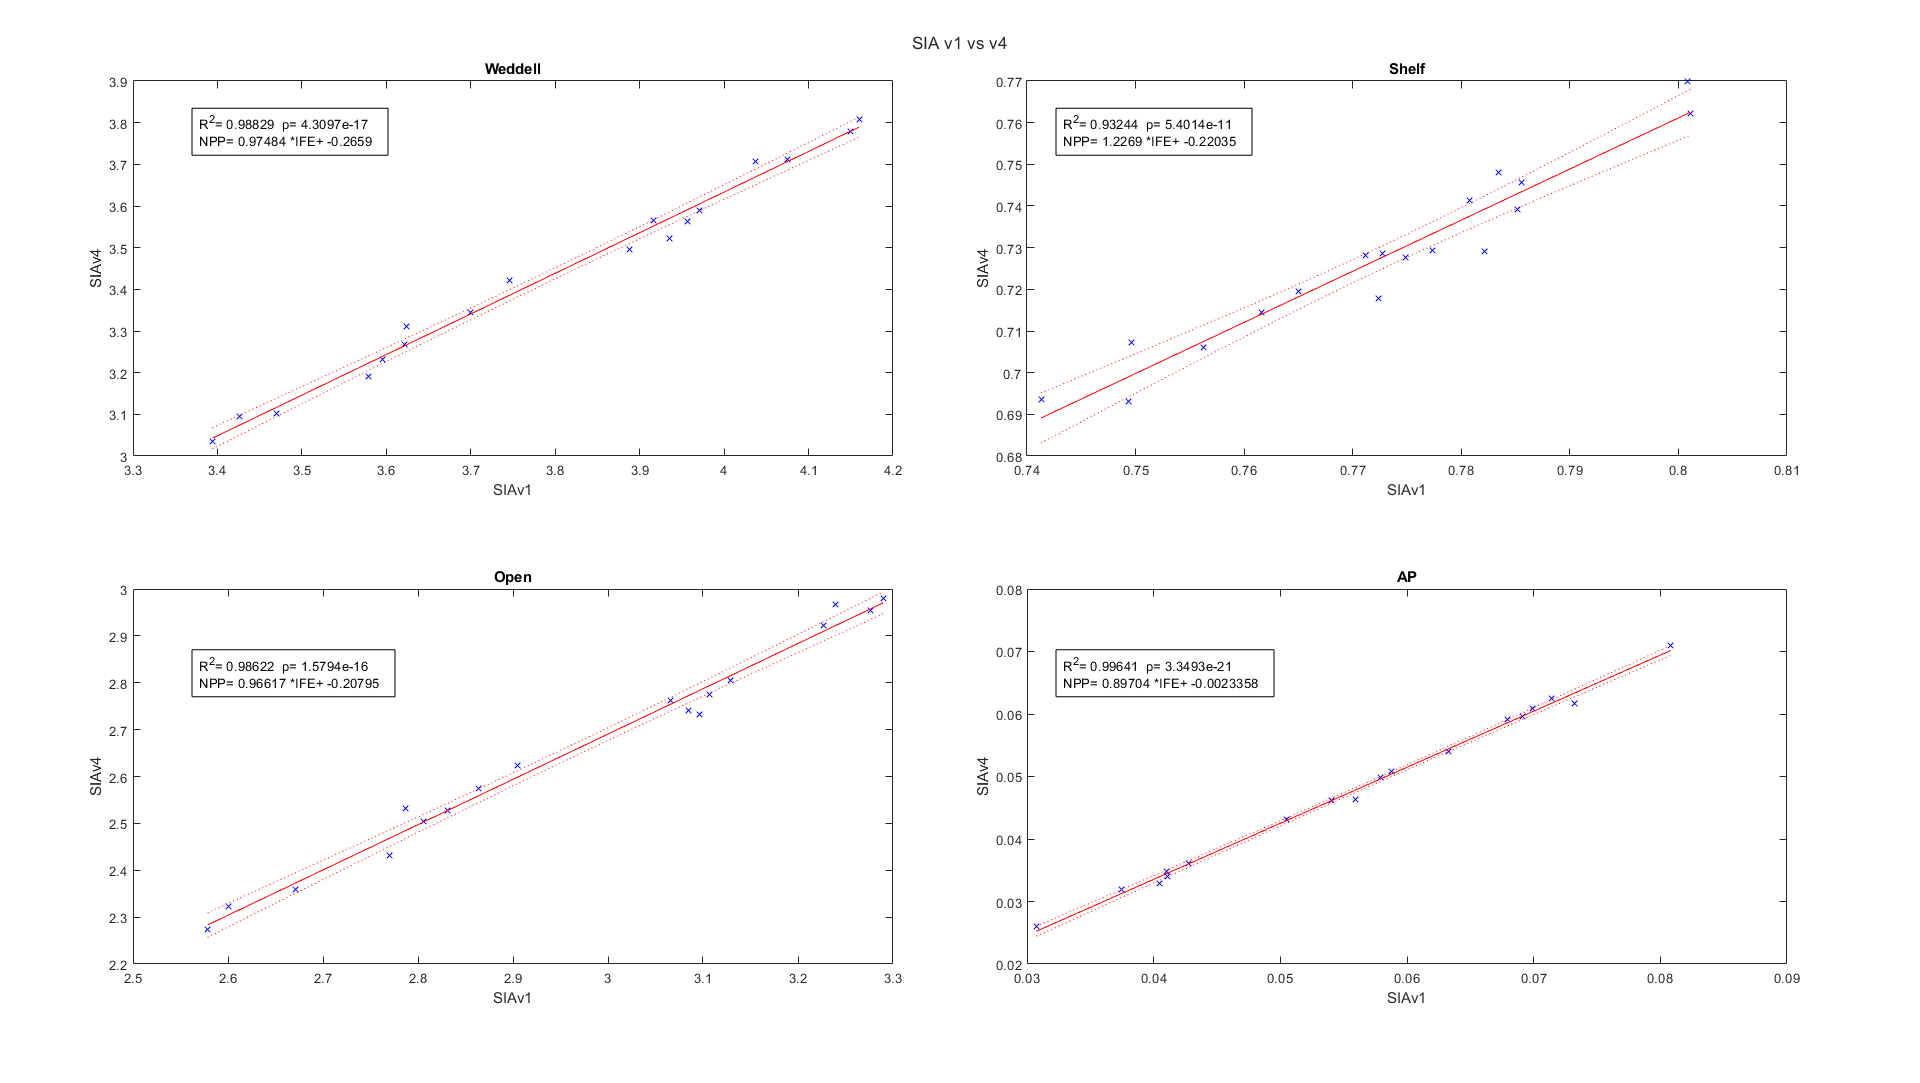 SIA v1 vs v4
Weddell
3.9
3.8
3.7
3.6
3.5
3.4
3.3
3.2
3.1
3
SIAv4
R2= 0.98829 p= 4.3097e-17
NPP= 0.97484 *IFE+ -0.2659
3.3 3.4 3.5 3.6 3.7 3.8 3.9 4 4.1 4.2
SIAv1
Shelf
0.77
0.76
0.75
0.74
0.73
0.72
0.71
0.7
0.69
0.68
SIAv4
R2= 0.93244 p= 5.4014e-11
NPP= 1.2269 *IFE+ -0.22035
0.74 0.75 0.76 0.77 0.78 0.79 0.8 0.81
SIAv1
Open
3
2.9
2.8
2.7
2.6
2.5
2.4
2.3
2.2
SIAv4
R2= 0.98622 p= 1.5794e-16
NPP= 0.96617 *IFE+ -0.20795
2.5 2.6 2.7 2.8 2.9 3 3.1 3.2 3.3
SIAv1
AP
0.08
0.07
0.06
0.05
0.04
0.03
0.02
SIAv4
R2= 0.99641 p= 3.3493e-21
NPP= 0.89704 *IFE+ -0.0023358
0.03 0.04 0.05 0.06 0.07 0.08 0.09
SIAv1